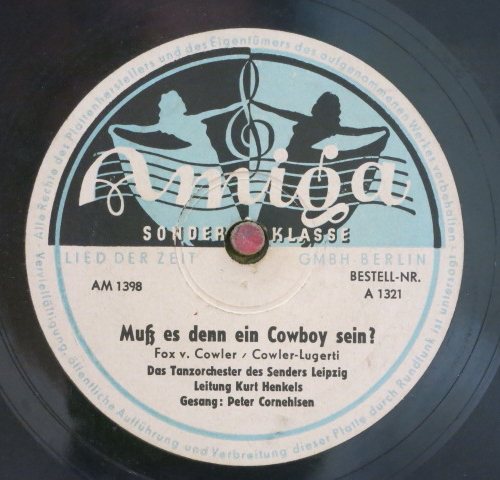 Alle Rechte des Plattenherstellers und des Eigentümers des aufgenommenen Werkes vorbehalten · Vervielfältigung, öffentliche Aufführung und Verbreitung dieser Platte durch Rundfunk ist untersagt ·
Amiga
SONDER KLASSE
LIED DER ZEIT GMBH·BERLIN
AM 1398
BESTELL-NR.
A 1321
Muß es denn ein Cowboy sein?
Fox v. Cowler / Cowler-Lugerti
Das Tanzorchester des Senders Leipzig
Leitung Kurt Henkels
Gesang: Peter Cornehlsen